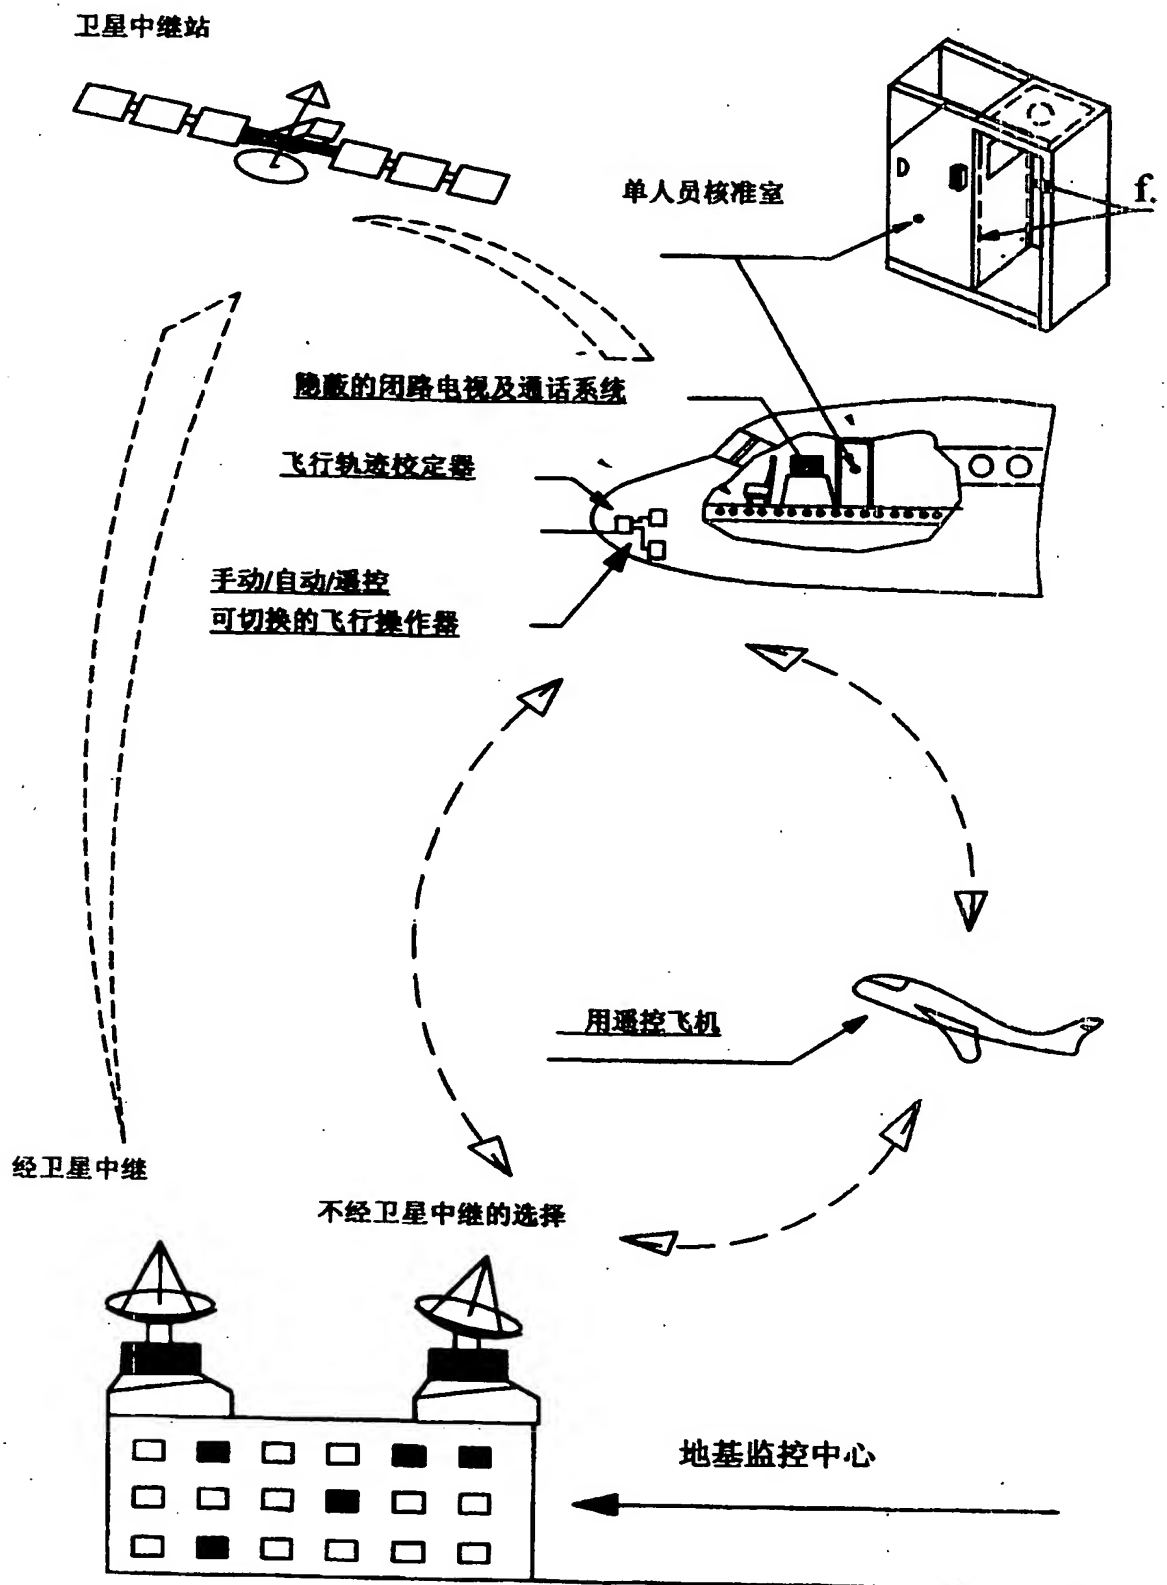 卫星中继站
单人员核准室
f.
隐蔽的闭路电视及通话系统
飞行轨迹校定器
手动/自动/遥控
可切换的飞行操作器
用遥控飞机
经卫星中继
不经卫星中继的选择
地基监控中心